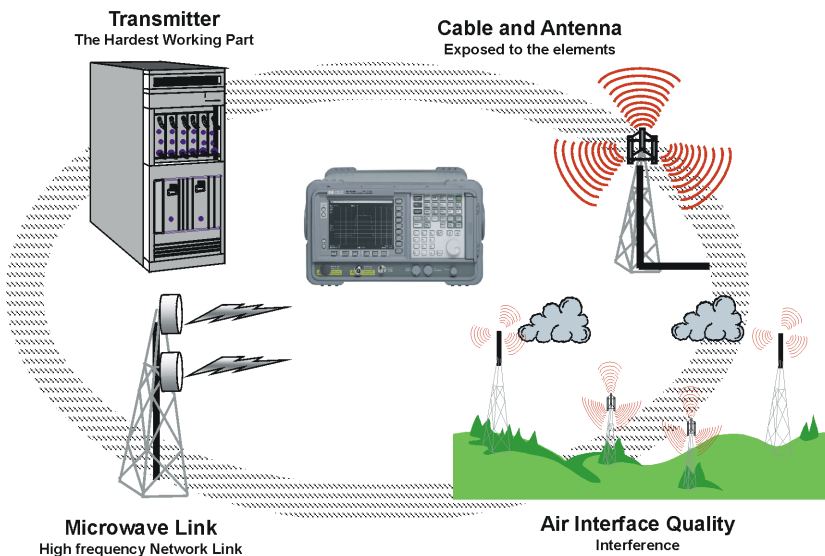 Transmitter
The Hardest Working Part
Cable and Antenna
Exposed to the elements
Microwave Link
High frequency Network Link
Air Interface Quality
Interference